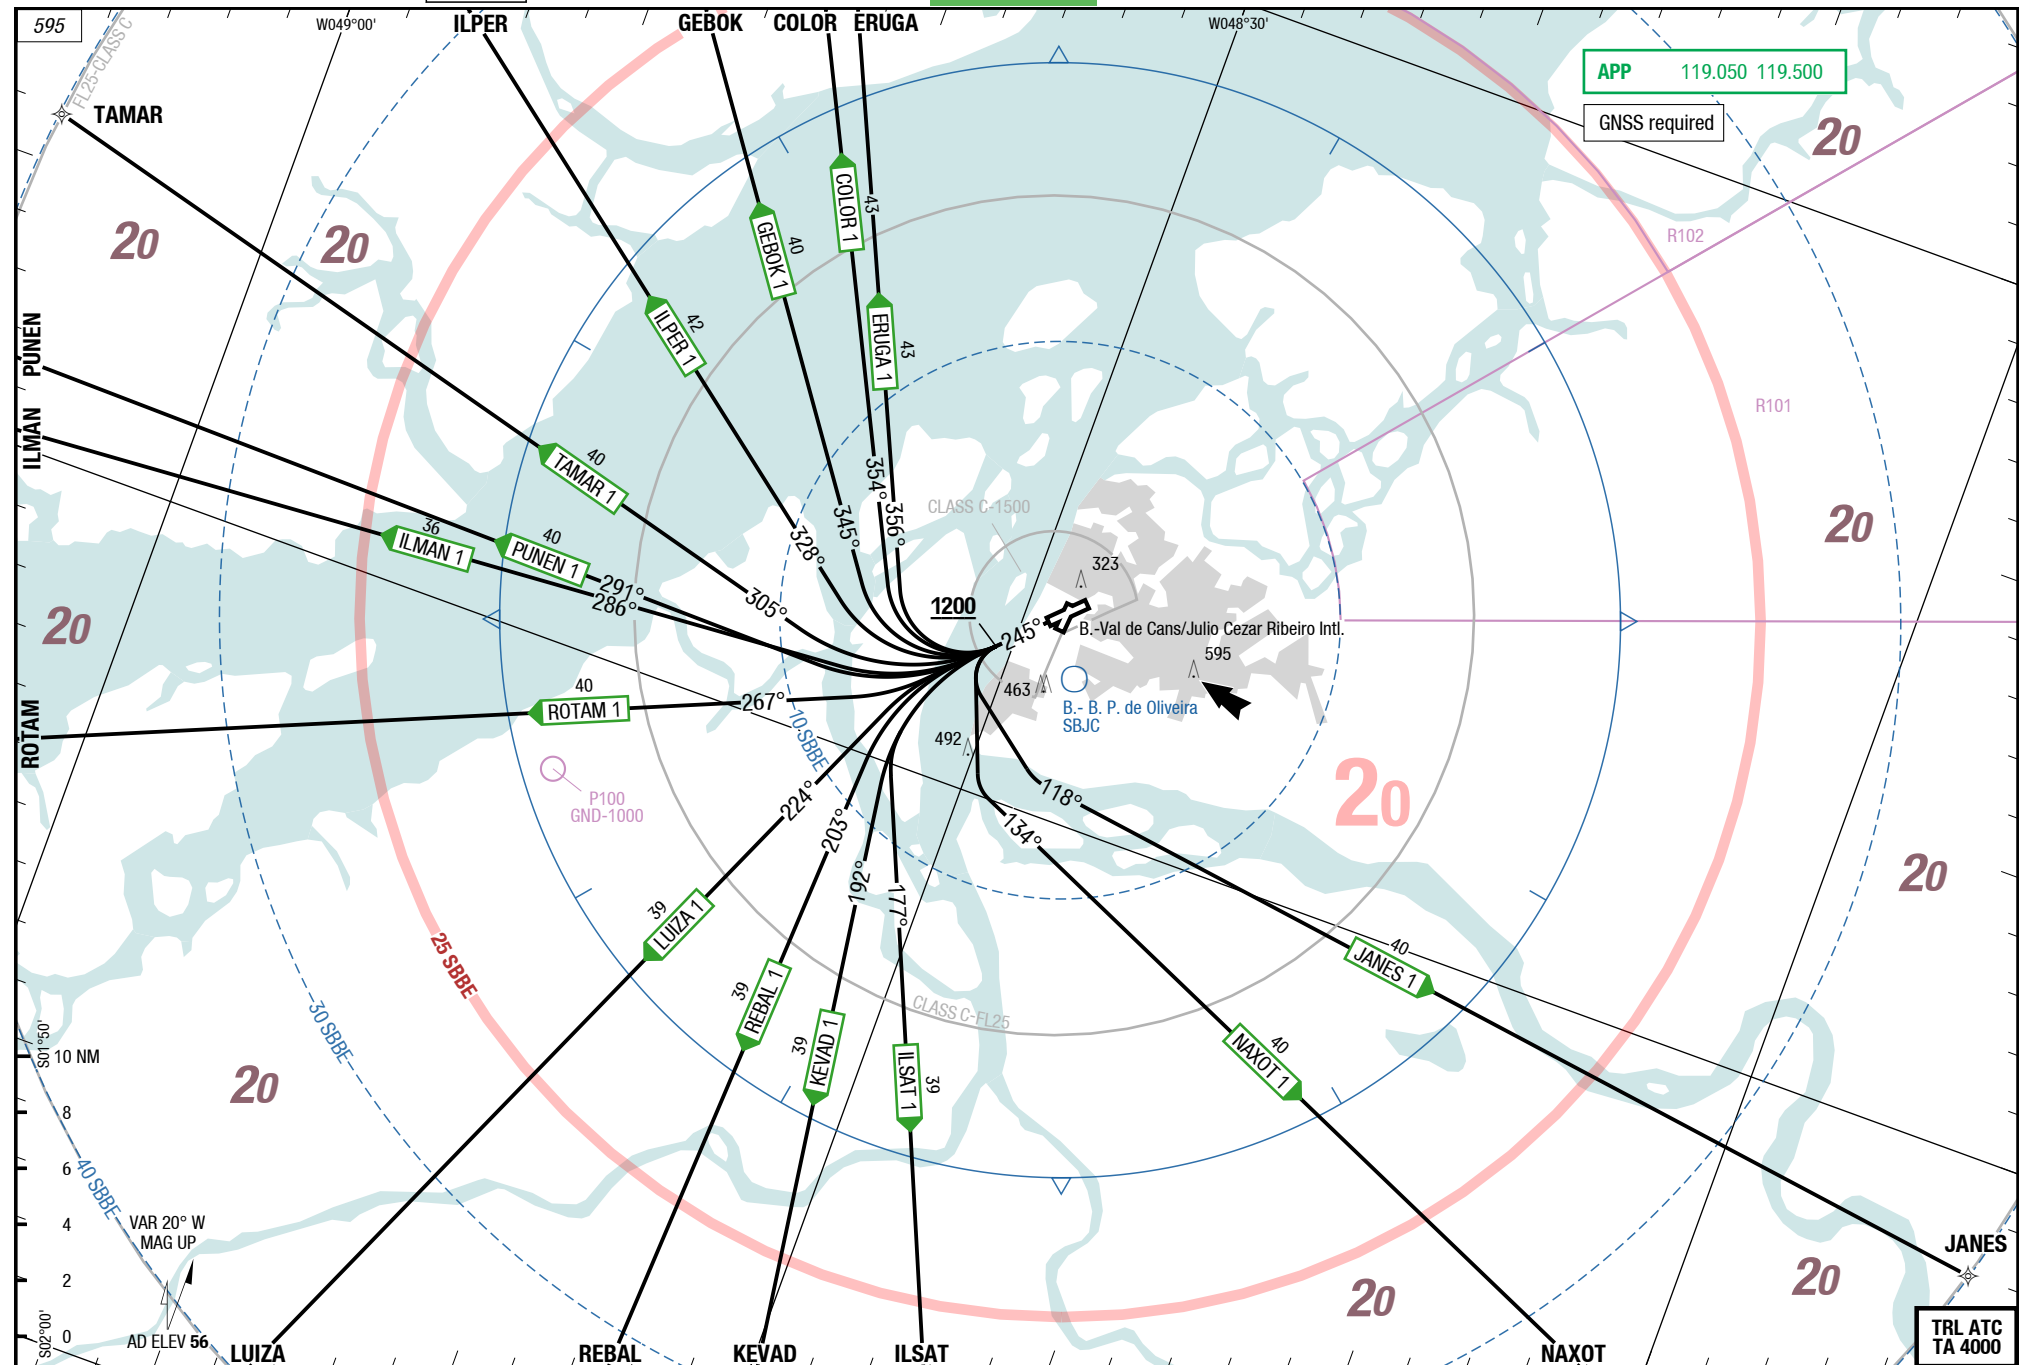 595
W049°00'
ILPER
GEBOK
COLOR
ERUGA
W048°30'
FL25-CLASS C
TAMAR
APP 119.050 119.500
GNSS required
20
20
20
R102
R101
PUNEN
ILMAN
ROTAM
COLOR 1
43
GEBOK 1
40
ILPER 1
42
ERUGA 1
43
TAMAR 1
40
ILMAN 1
36
PUNEN 1
40
291°
286°
305°
328°
345°
354°
356°
CLASS C-1500
323
1200
245°
B.-Val de Cans/Julio Cezar Ribeiro Intl.
595
463
B.- B. P. de Oliveira
SBJC
492
20
20
ROTAM 1
40
267°
10 SBBE
P100
GND-1000
224°
203°
192°
177°
118°
134°
20
20
LUIZA 1
39
REBAL 1
39
KEVAD 1
39
ILSAT 1
39
CLASS C-FL25
JANES 1
40
NAXOT 1
40
25 SBBE
30 SBBE
40 SBBE
S01°50'
10 NM
8
6
4
2
0
S02°00'
20
20
20
VAR 20° W
MAG UP
AD ELEV 56
JANES
TRL ATC
TA 4000
LUIZA
REBAL
KEVAD
ILSAT
NAXOT